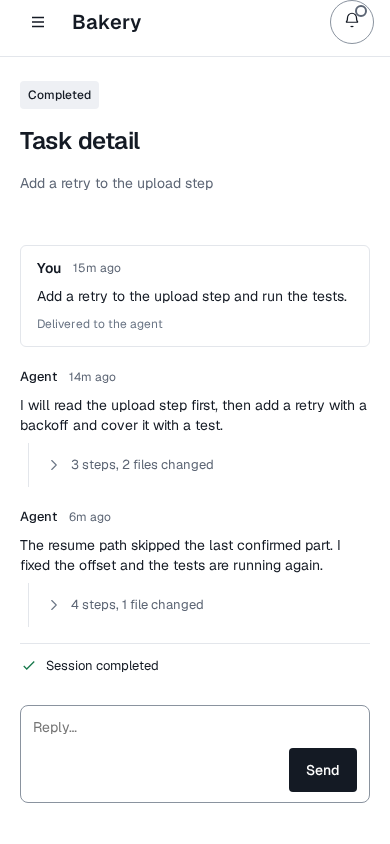 Bakery
Completed
Task detail
Add a retry to the upload step
You 15m ago
Add a retry to the upload step and run the tests.
Delivered to the agent
Agent 14m ago
I will read the upload step first, then add a retry with a
backoff and cover it with a test.
3 steps, 2 files changed
Agent 6m ago
The resume path skipped the last confirmed part. I
fixed the offset and the tests are running again.
4 steps, 1 file changed
Session completed
Reply...
Send